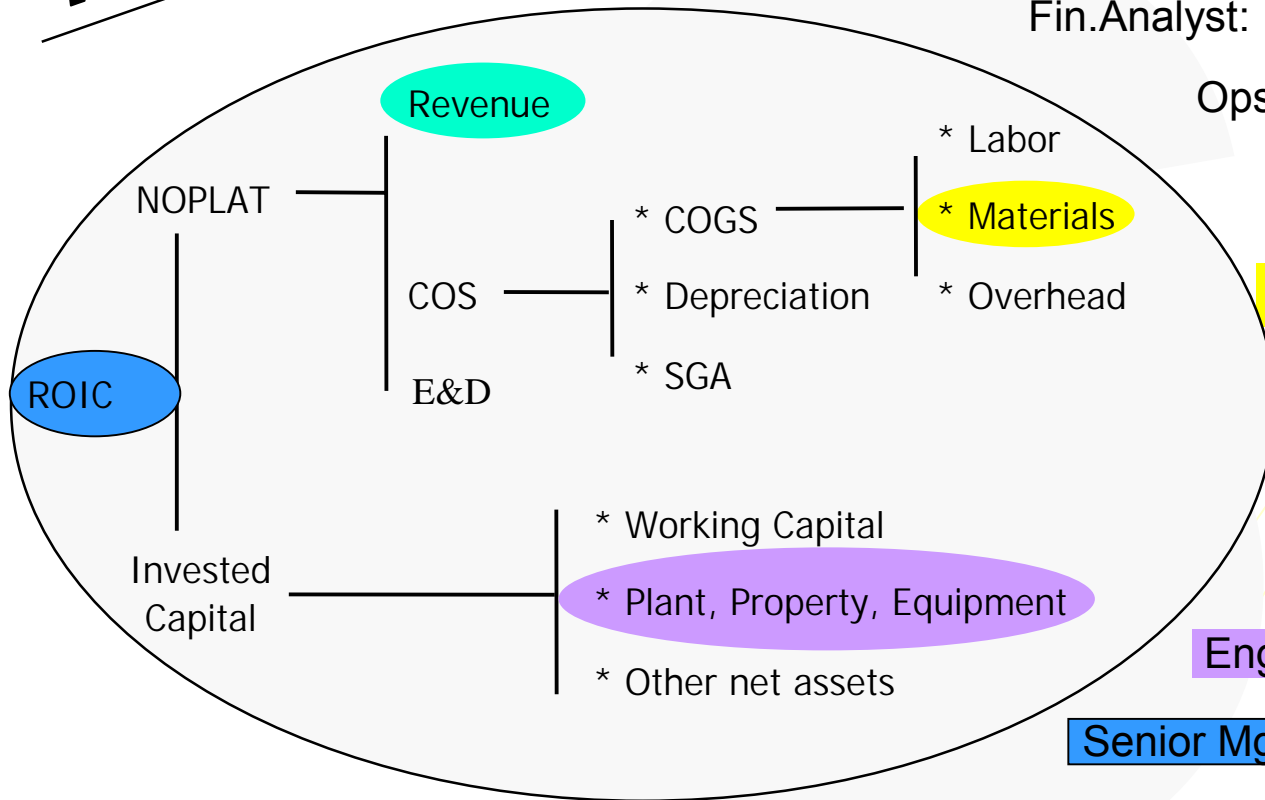 Fin.Analyst:
Revenue
* Labor
NOPLAT
* COGS
* Materials
COS
* Depreciation
* Overhead
* SGA
E&D
ROIC
* Working Capital
Invested
Capital
* Plant, Property, Equipment
* Other net assets
Senior